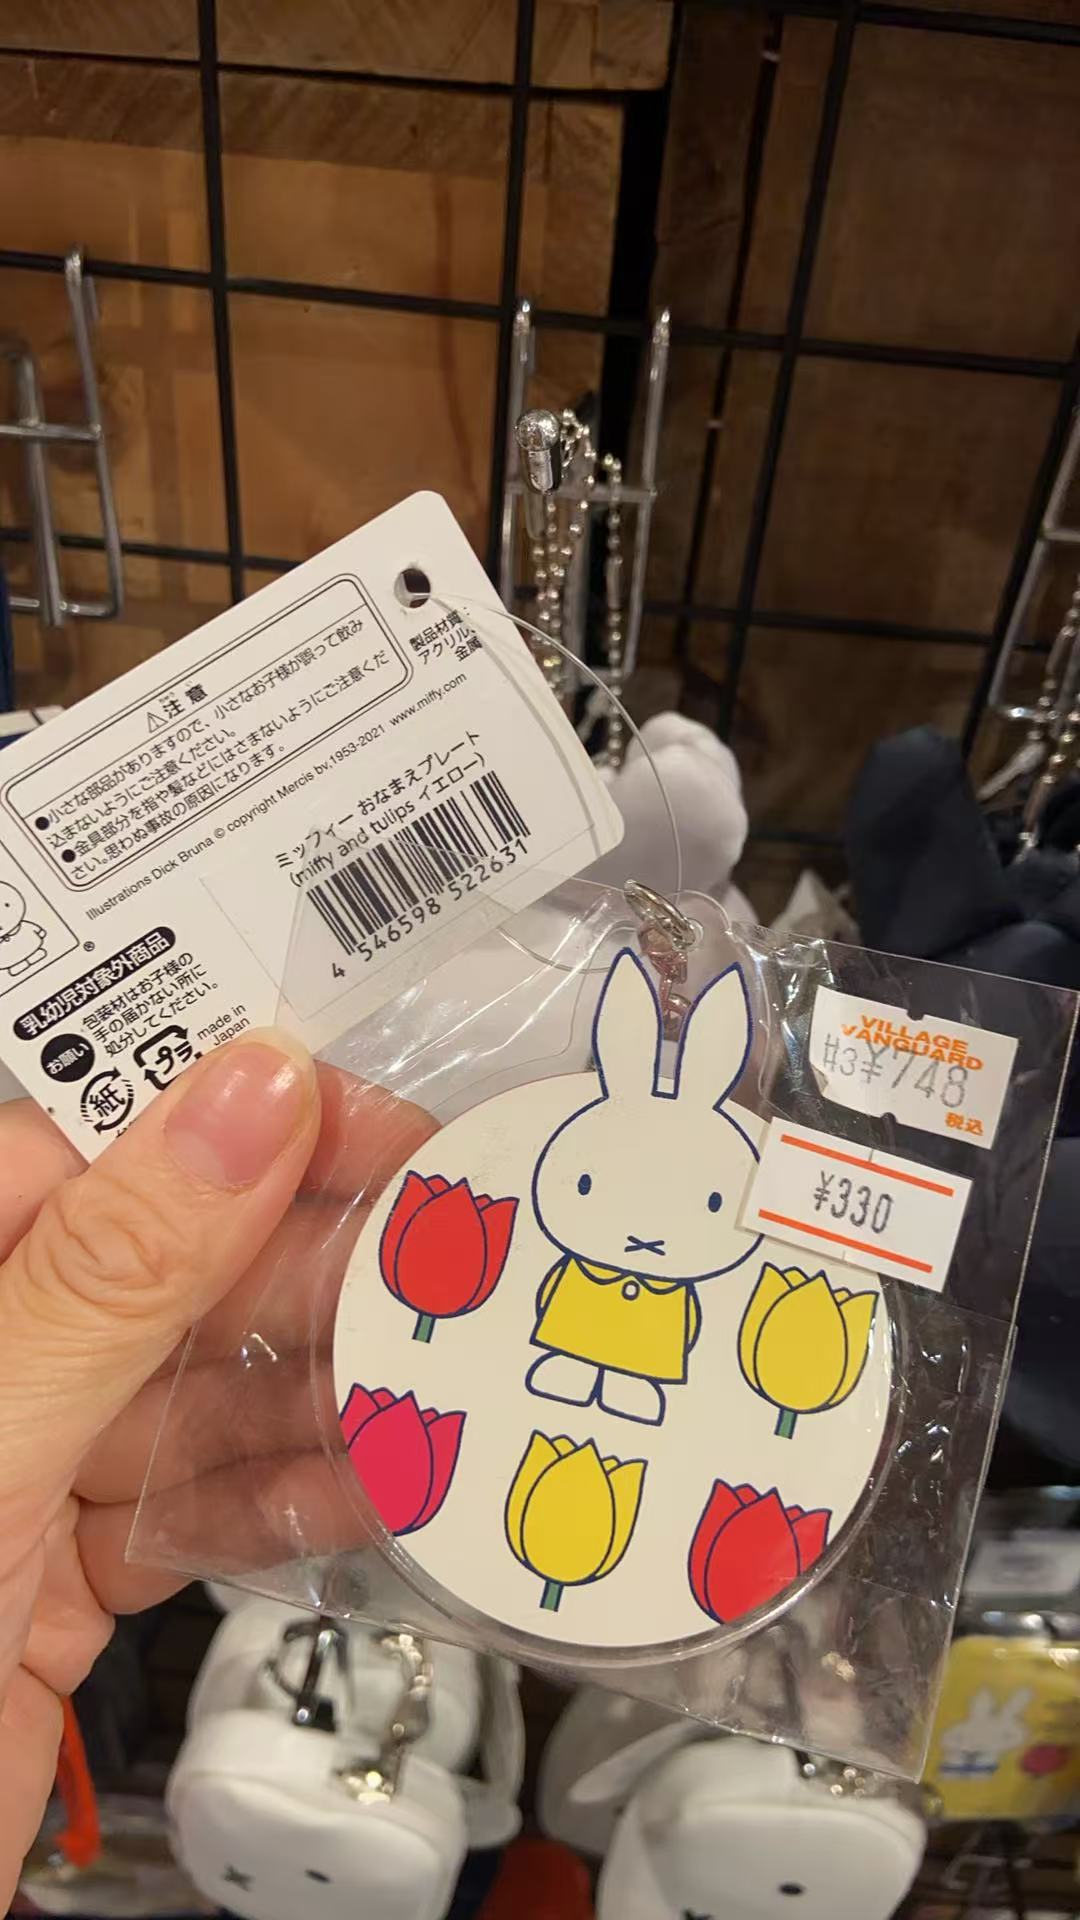 ⚠注意
●小さな部品がありますので、小さなお子様が誤って飲み
込まないようにご注意ください。
●金具部分を指や髪などにはさまないようにご注意くだ
さい。思わぬ事故の原因になります。
製品材質:
アクリル、
金属
Illustrations Dick Bruna © copyright Mercis bv,1953-2021 www.miffy.com
ミッフィー おなまえプレート
(miffy and tulips イエロー)
4 546598 522631
®
乳幼児対象外商品
お願い
包装材はお子様の
手の届かない所に
処分してください。
紙
プラ
made in
Japan
VILLAGE
VANGUARD
#3¥748
税込
¥330